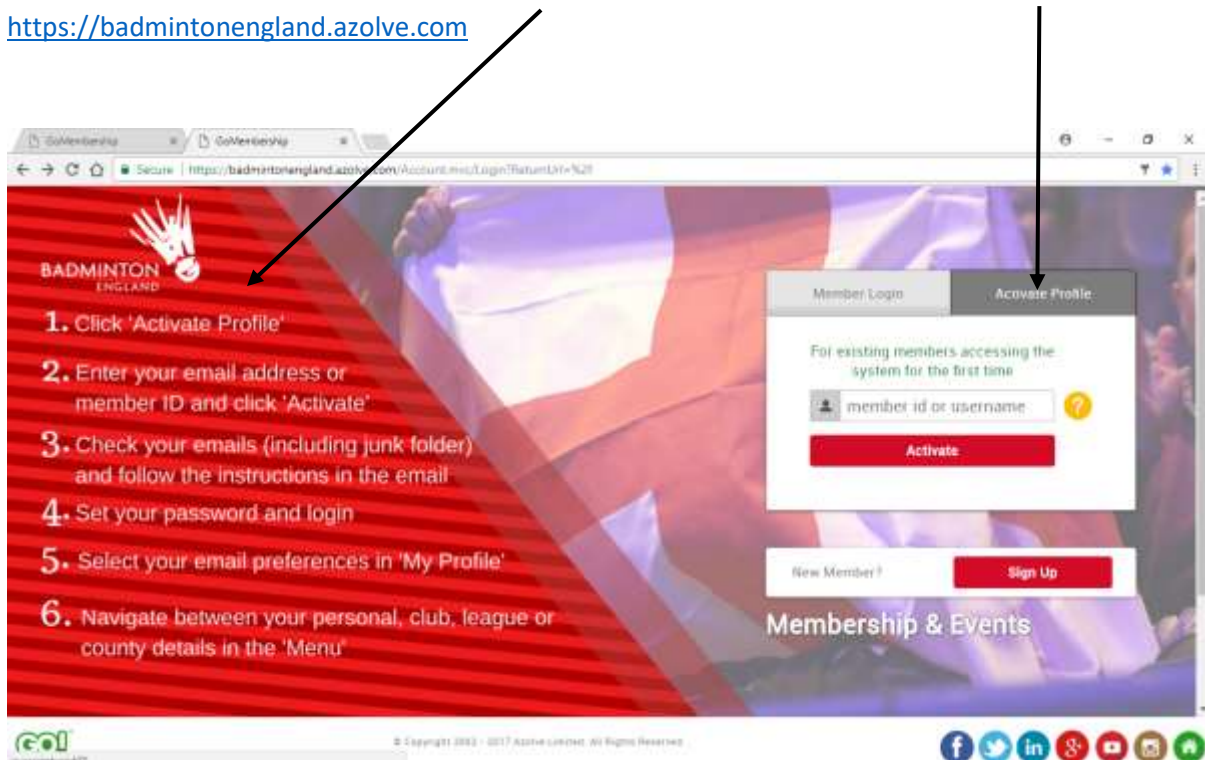 https://badmintonengland.azolve.com
GoMembership
GoMembership
Secure
https://badmintonengland.azolve.com/Account.mvc/Login?ReturnUrl=%2f
BADMINTON
ENGLAND
1. Click 'Activate Profile'
2. Enter your email address or
member ID and click 'Activate'
3. Check your emails (including junk folder)
and follow the instructions in the email
4. Set your password and login
5. Select your email preferences in 'My Profile'
6. Navigate between your personal, club, league or
county details in the 'Menu'
Member Login
Activate Profile
For existing members accessing the
system for the first time
member id or username
?
Activate
New Member?
Sign Up
Membership & Events
GO!
© Copyright 2002 - 2017 Azolve Limited. All Rights Reserved